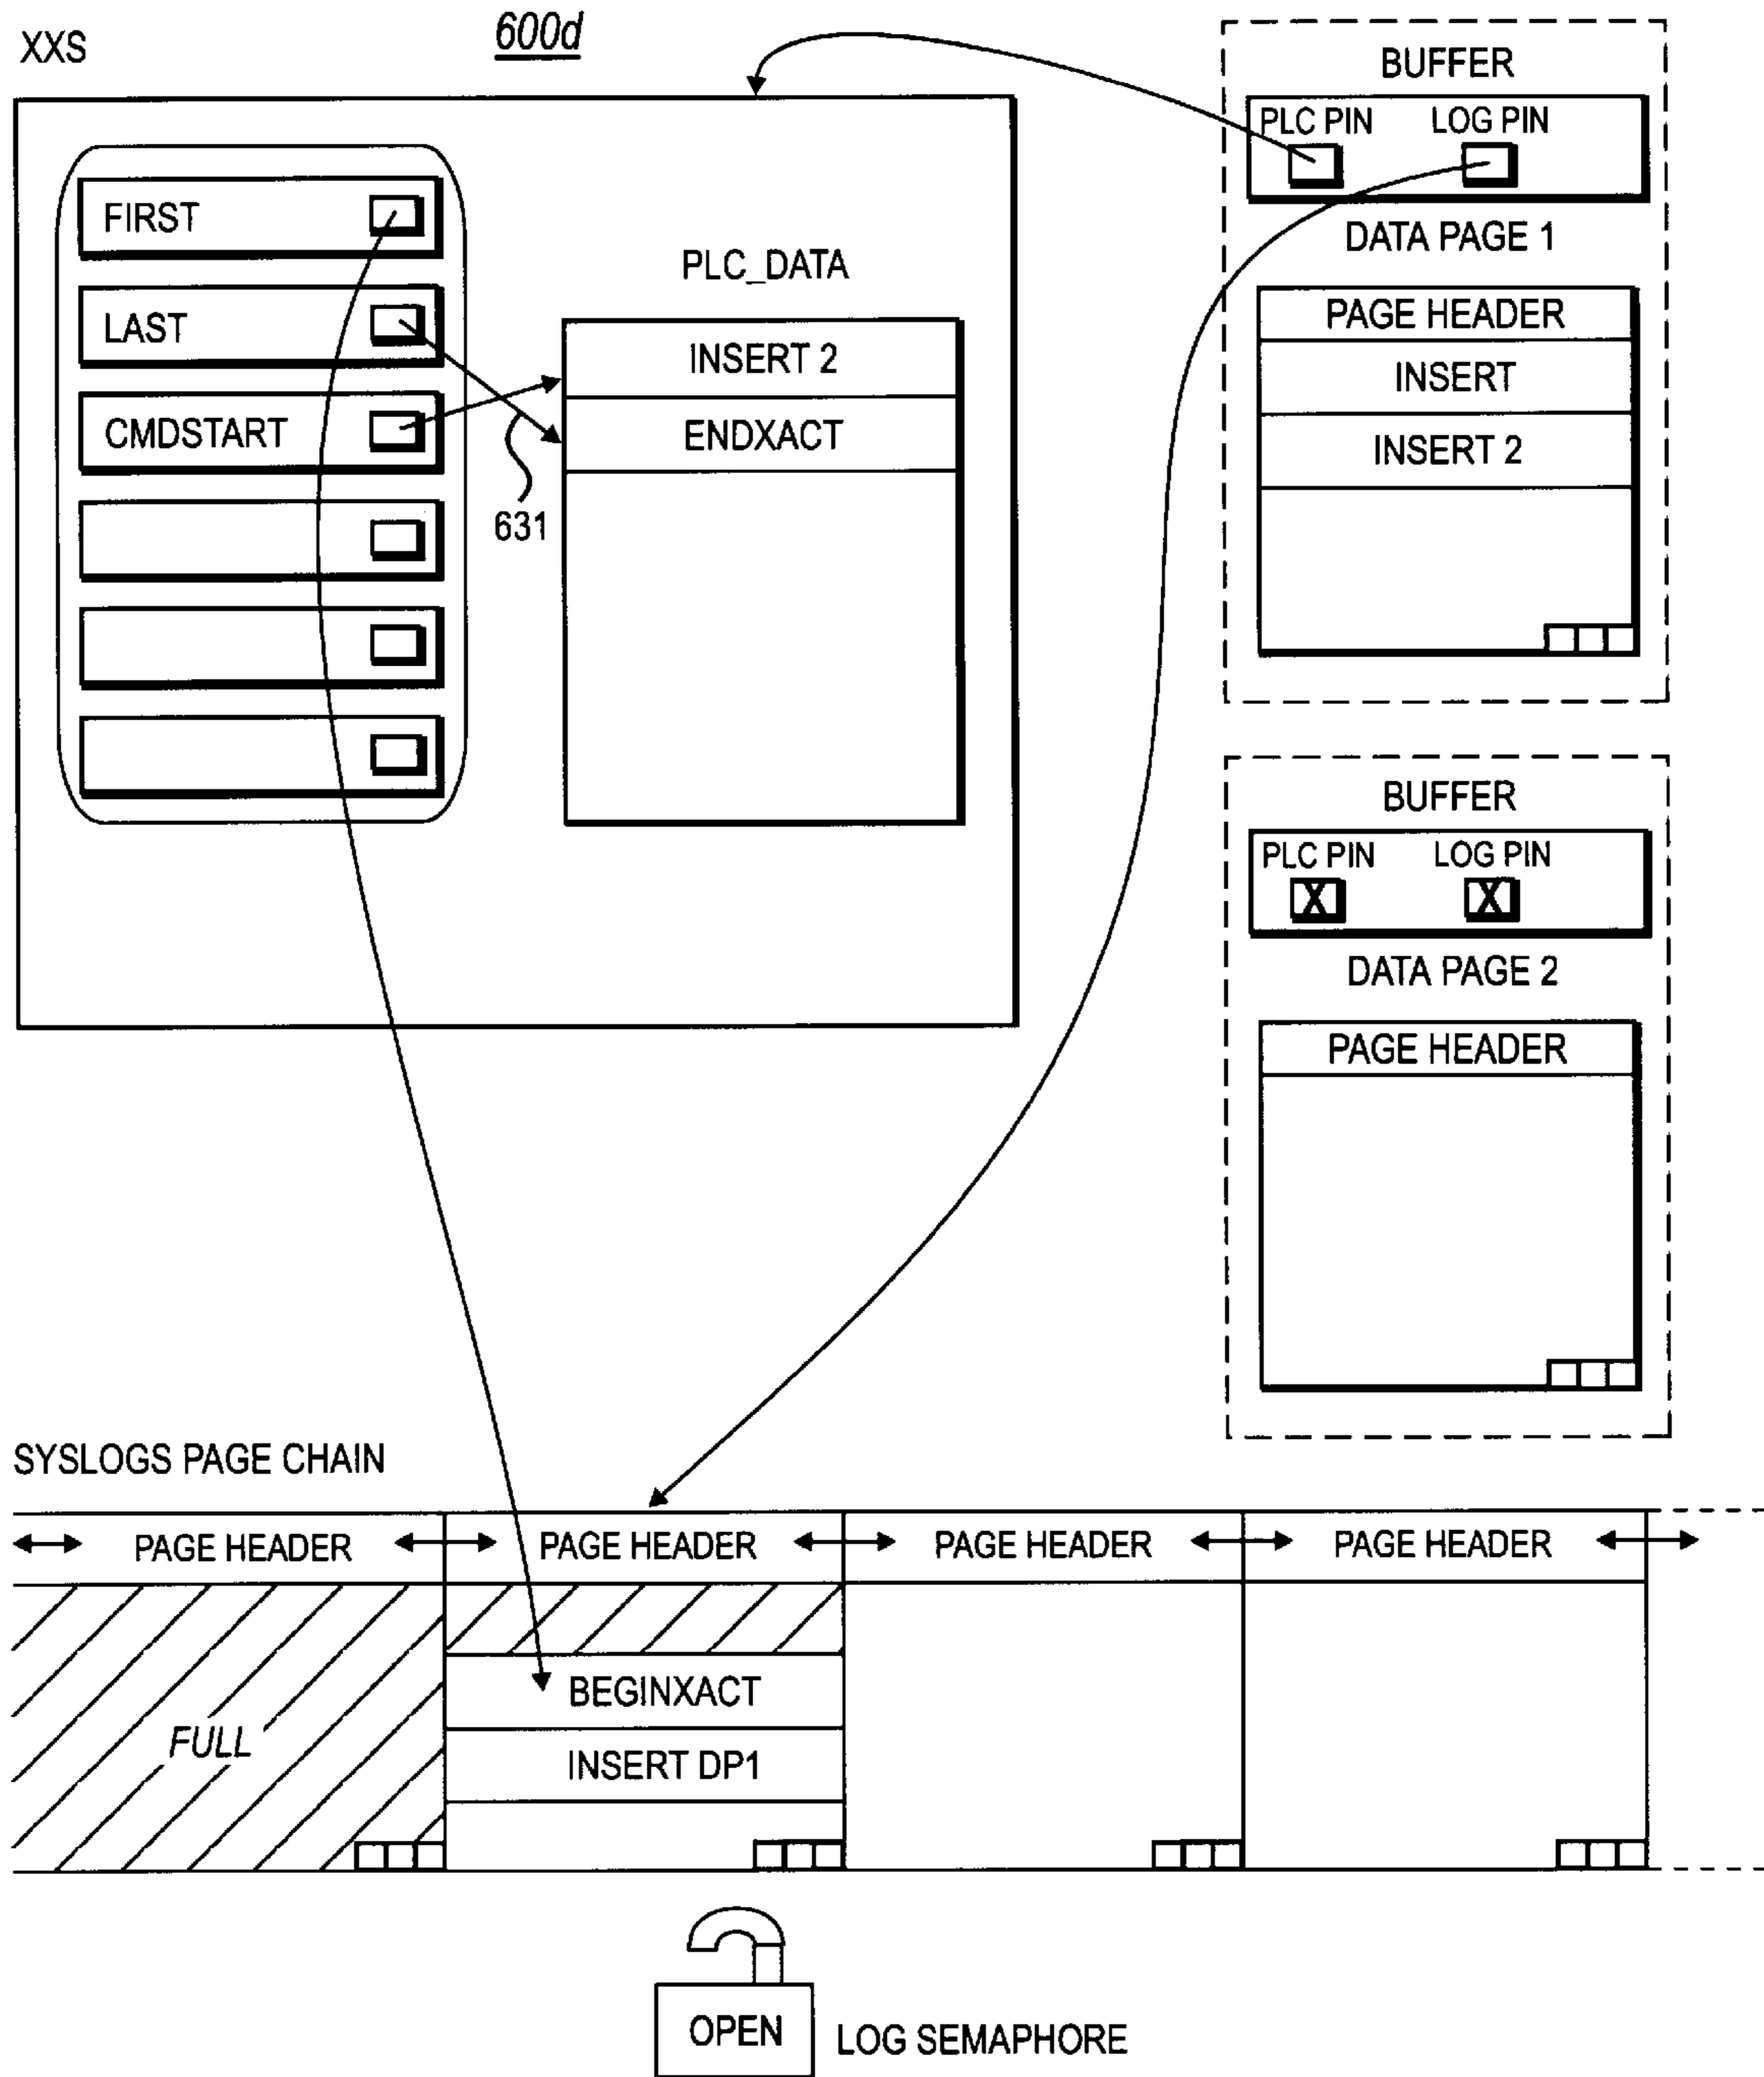 XXS
600d
FIRST
LAST
CMDSTART
631
PLC_DATA
INSERT 2
ENDXACT
BUFFER
PLC PIN LOG PIN
DATA PAGE 1
PAGE HEADER
INSERT
INSERT 2
BUFFER
PLC PIN LOG PIN
X X
DATA PAGE 2
PAGE HEADER
SYSLOGS PAGE CHAIN
PAGE HEADER PAGE HEADER PAGE HEADER PAGE HEADER
FULL
BEGINXACT
INSERT DP1
OPEN
LOG SEMAPHORE